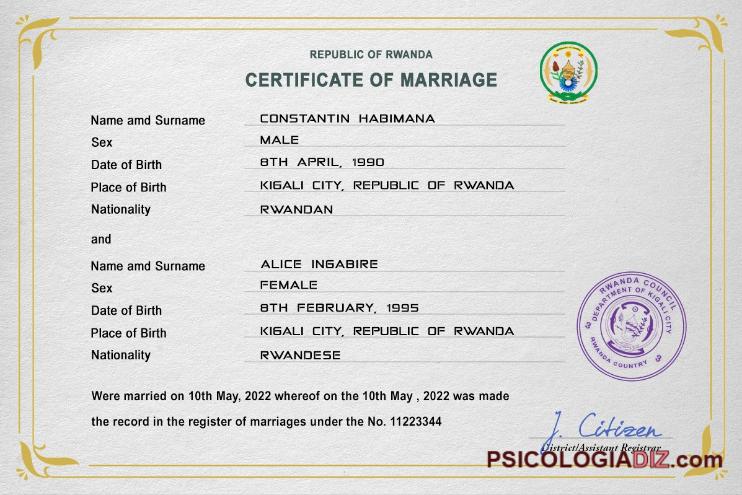 REPUBLIC OF RWANDA
CERTIFICATE OF MARRIAGE
Name amd Surname CONSTANTIN HABIMANA
Sex MALE
Date of Birth 8TH APRIL, 1990
Place of Birth KIGALI CITY, REPUBLIC OF RWANDA
Nationality RWANDAN
and
Name amd Surname ALICE INGABIRE
Sex FEMALE
Date of Birth 8TH FEBRUARY, 1995
Place of Birth KIGALI CITY, REPUBLIC OF RWANDA
Nationality RWANDESE
RWANDA COUNCIL
DEPARTMENT OF KIGALI CITY
RWANDA COUNTRY
Were married on 10th May, 2022 whereof on the 10th May , 2022 was made
the record in the register of marriages under the No. 11223344
J. Citizen
District/Assistant Registrar
PSICOLOGIADIZ.com